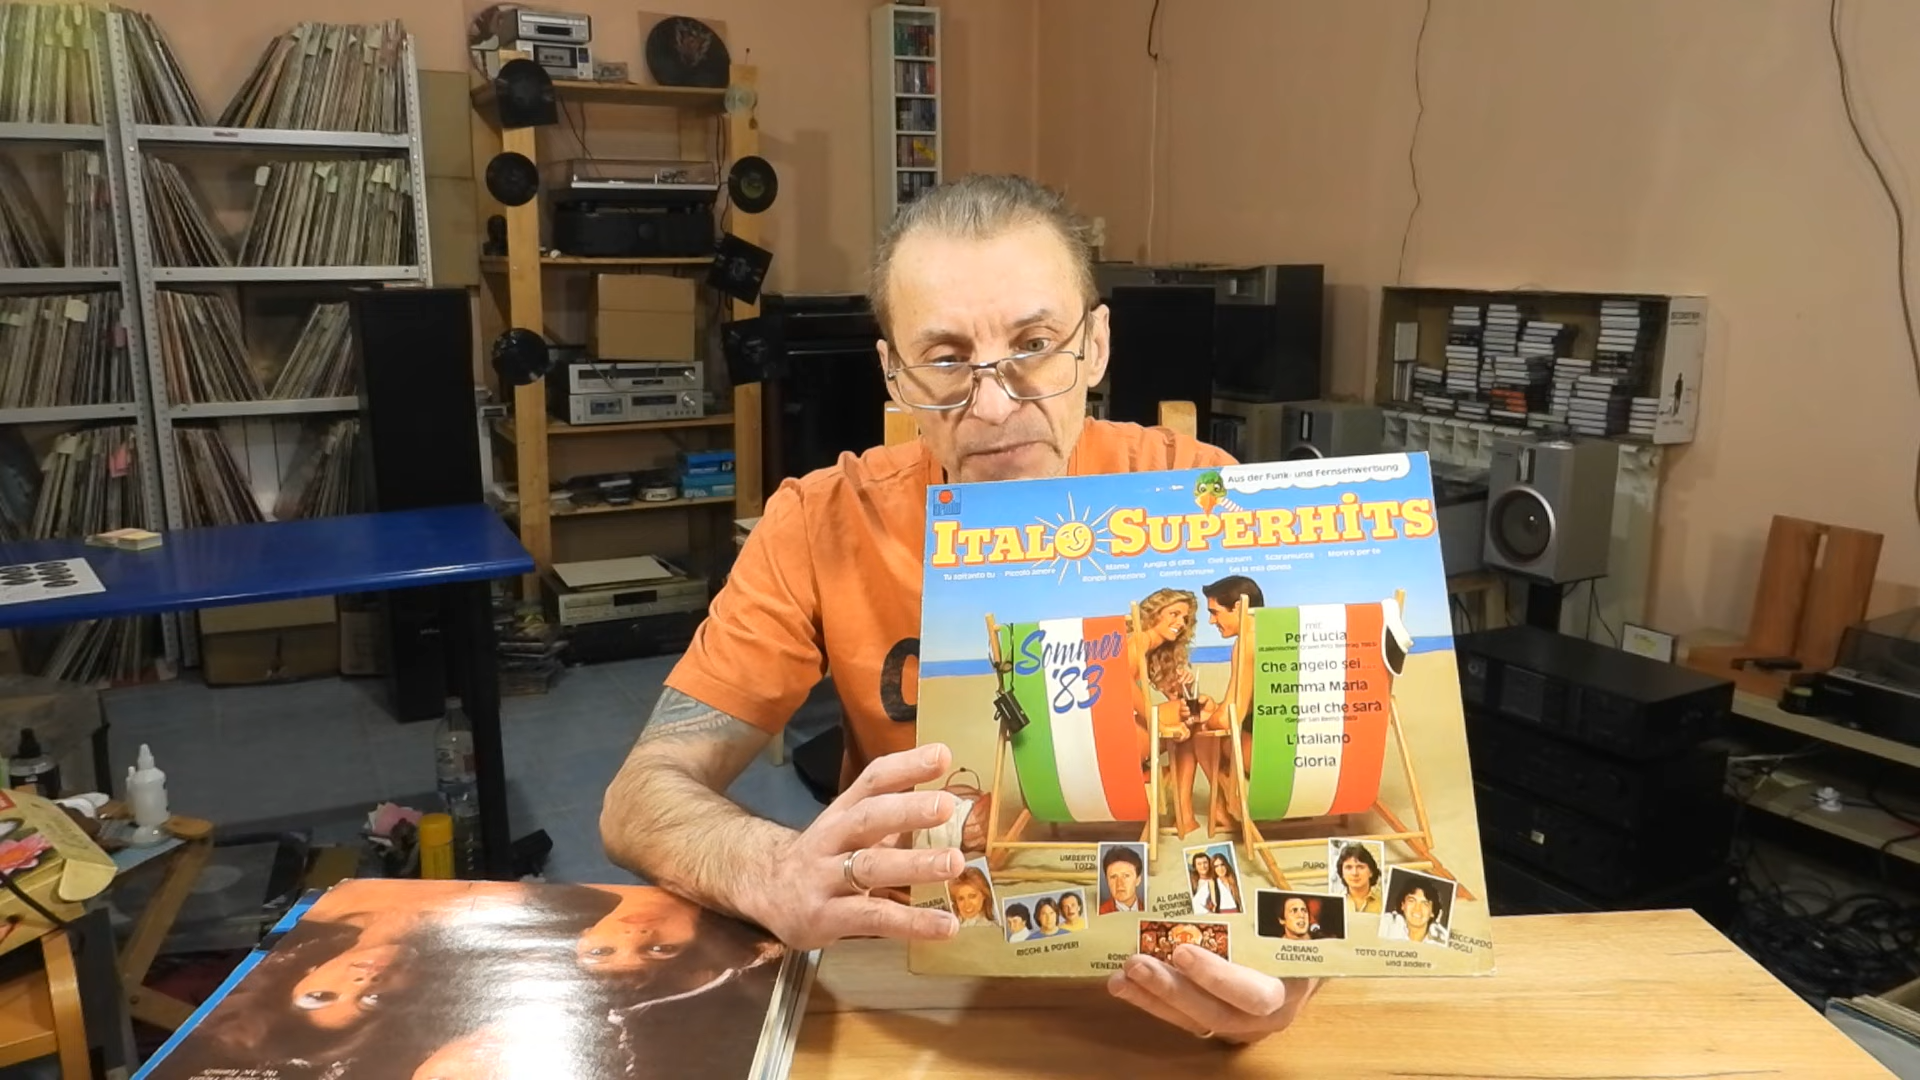 Aus der Funk- und Fernsehwerbung
ITALO SUPERHITS
Tu soltanto tu Piccolo amore Mama Jungla di città Ciel azzurri Scaramucce Morirò per te
Rondò veneziano Gente comune Sei la mia donna
Sommer
'83
mit
Per Lucia
Che angelo sei...
Mamma Maria
Sarà quel che sarà
L'italiano
Gloria
UMBERTO
TOZZI
PUPO
AL BANO
& ROMINA
POWER
RICCHI & POVERI
ADRIANO
CELENTANO
TOTO CUTUGNO
und andere
RICCARDO
FOGLI